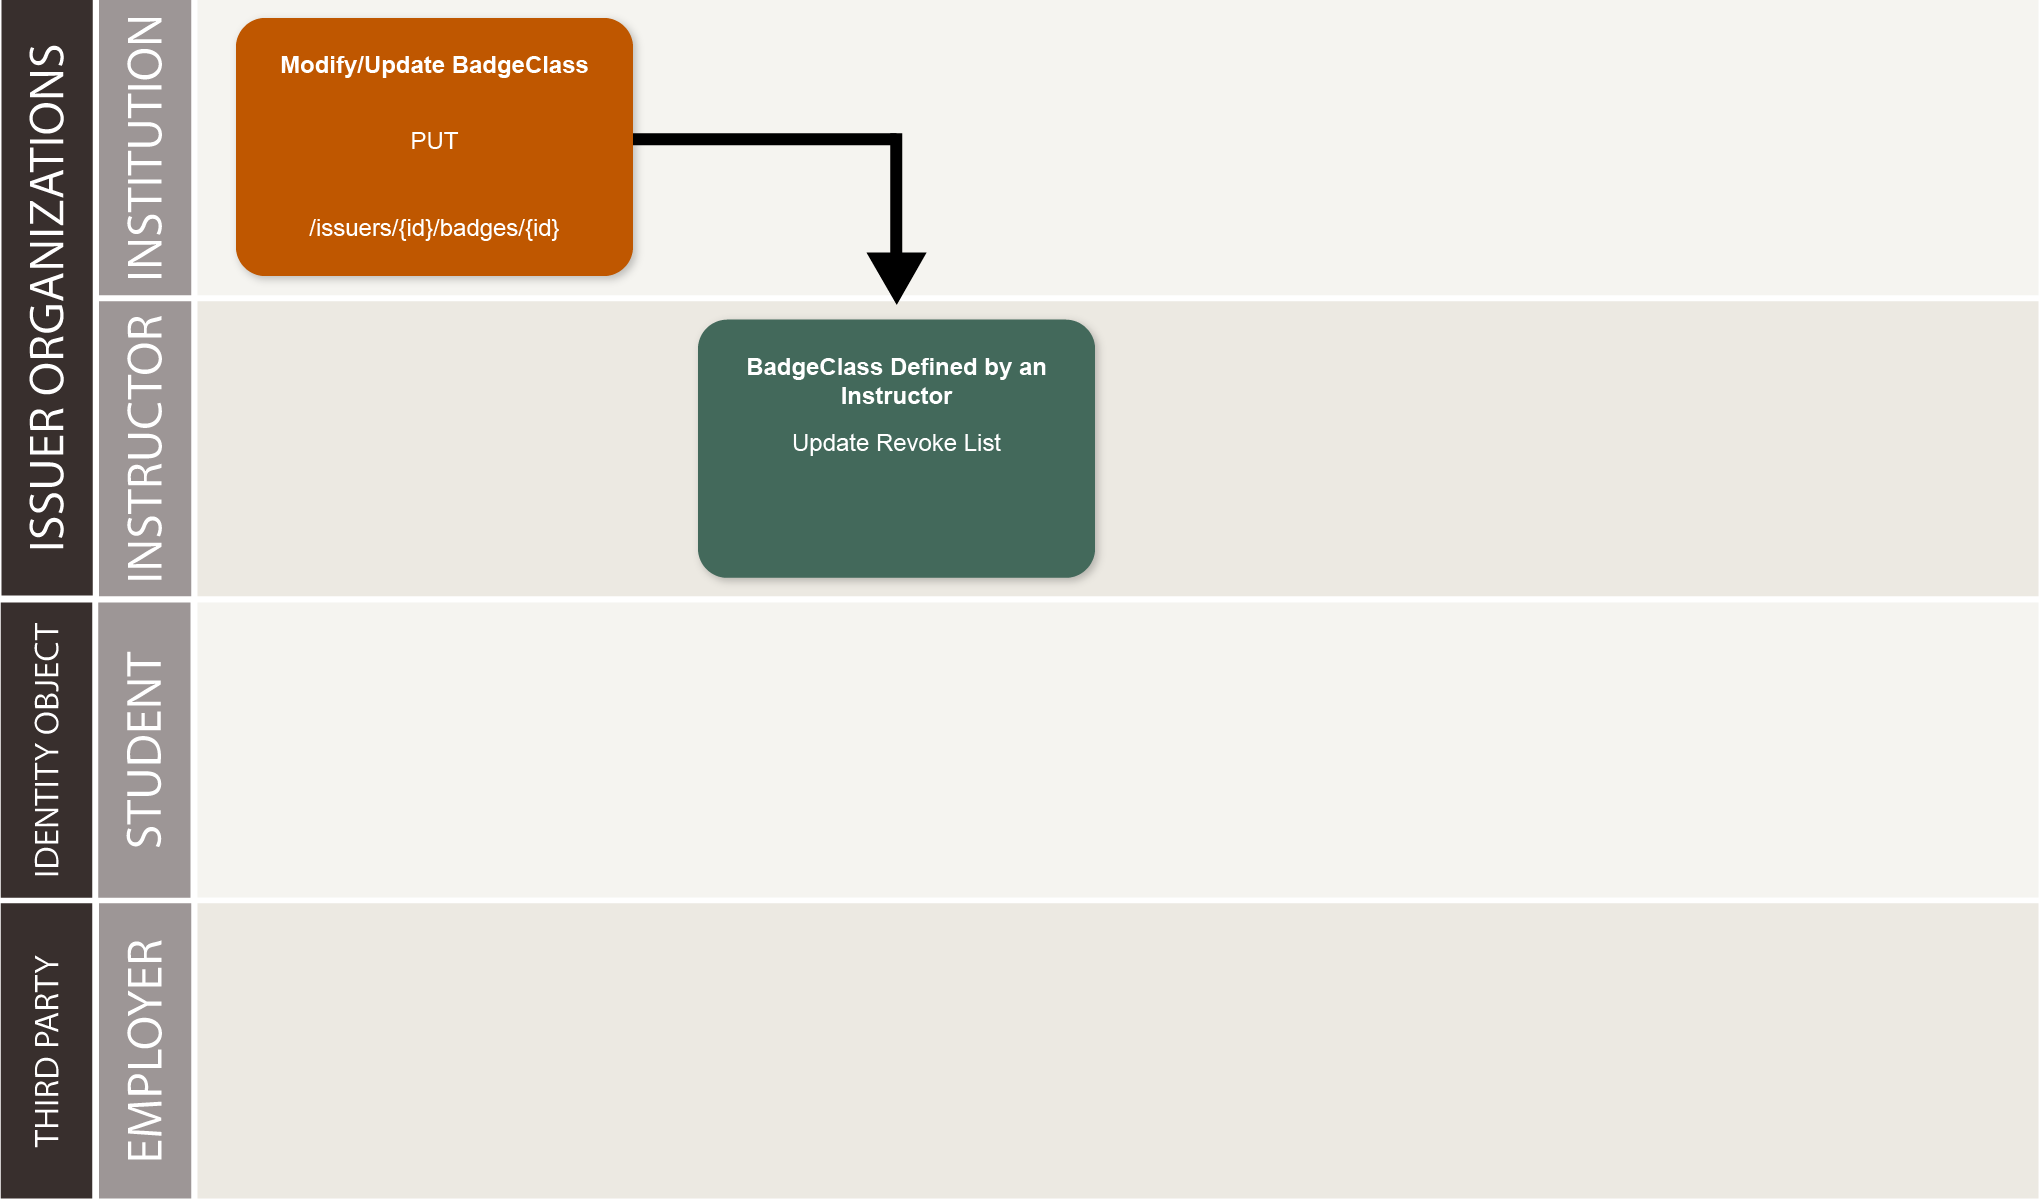 ISSUER ORGANIZATIONS
INSTITUTION
Modify/Update BadgeClass
PUT
/issuers/{id}/badges/{id}
INSTRUCTOR
BadgeClass Defined by an
Instructor
Update Revoke List
IDENTITY OBJECT
STUDENT
THIRD PARTY
EMPLOYER